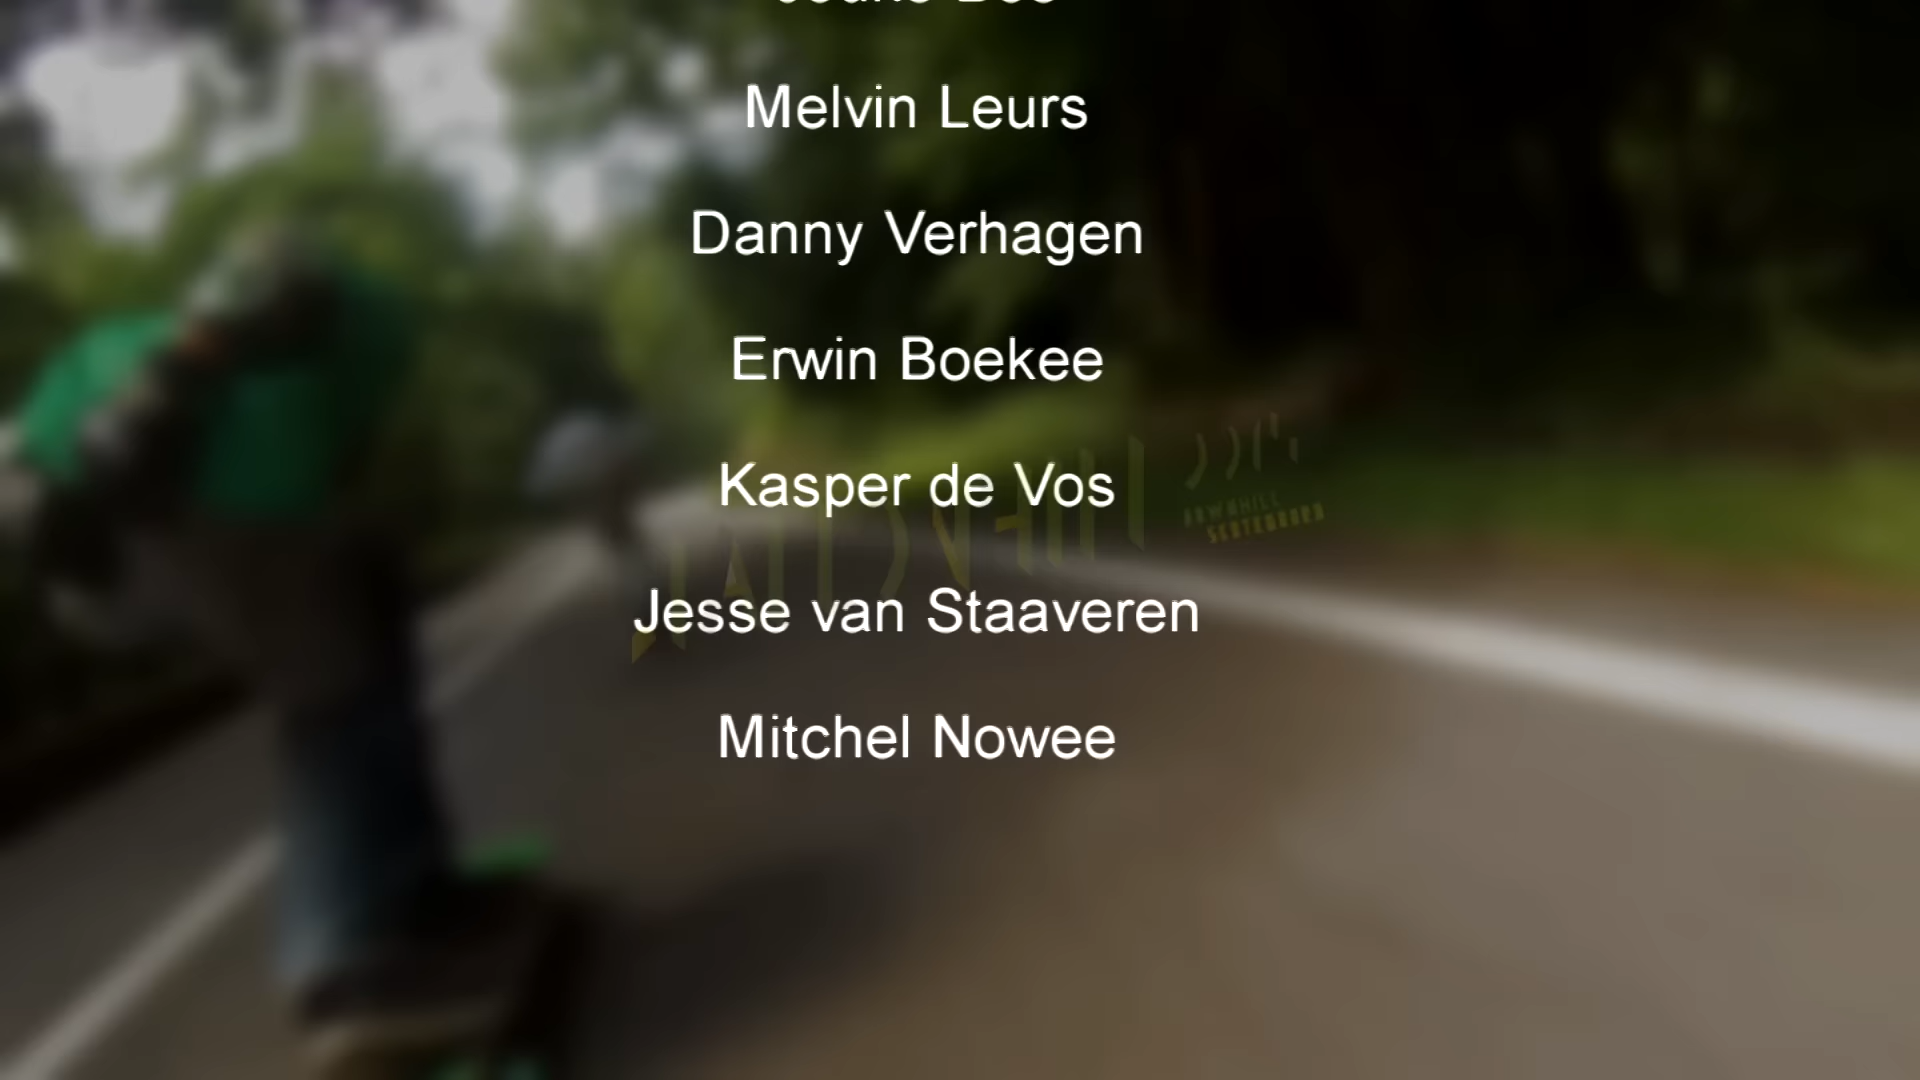 Melvin Leurs
Danny Verhagen
Erwin Boekee
Kasper de Vos
Jesse van Staaveren
Mitchel Nowee